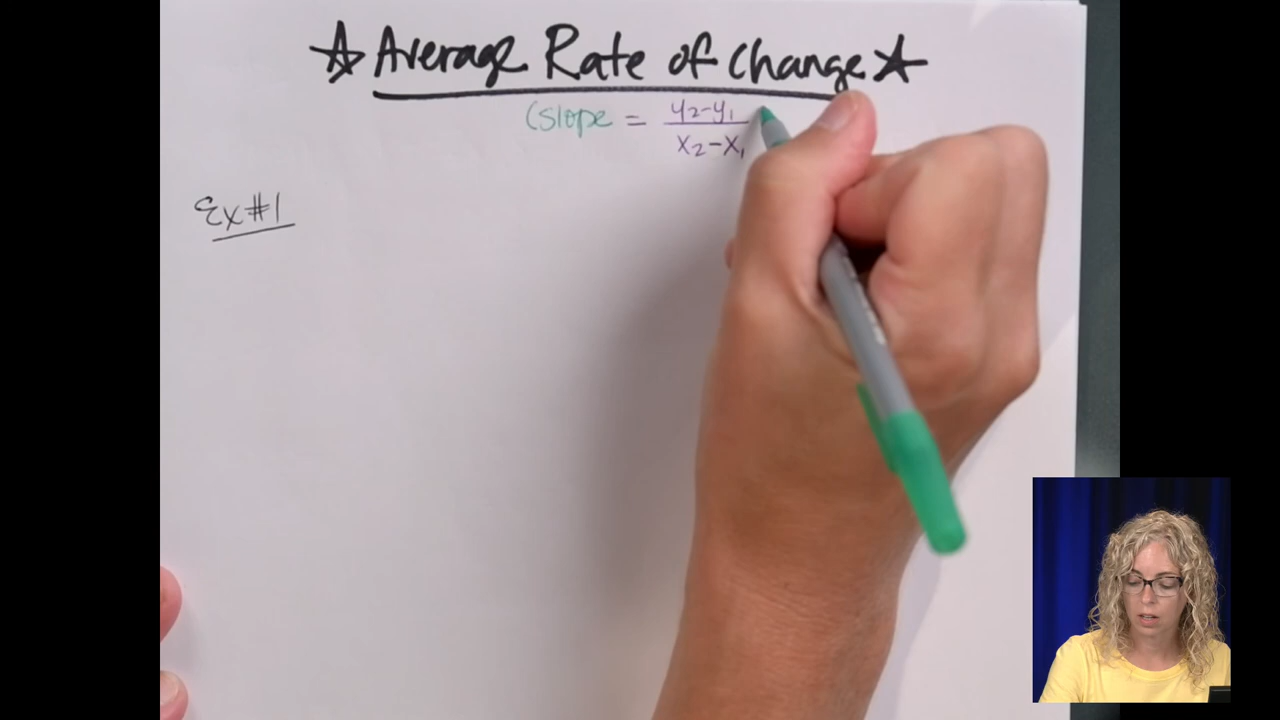 ☆ Average Rate of Change ☆
(slope = y₂-y₁ / x₂-x₁
Ex#1